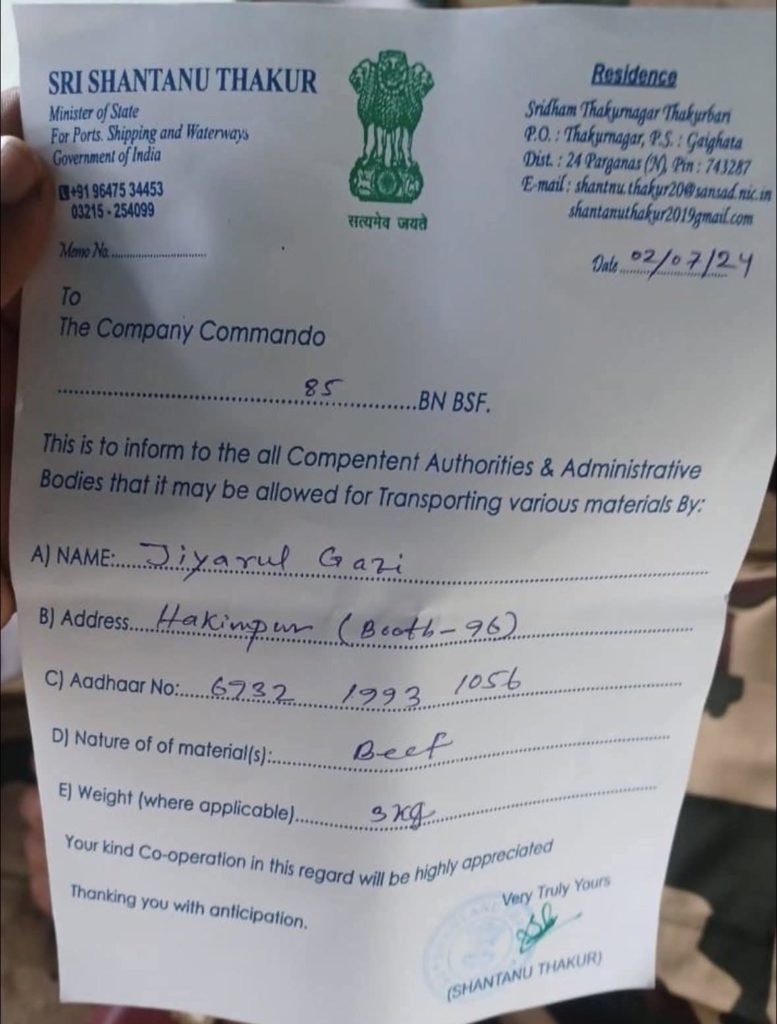 SRI SHANTANU THAKUR
Minister of State
For Ports. Shipping and Waterways
Government of India
+91 96475 34453
03215 - 254099
Memo No.
सत्यमेव जयते
Residence
Sridham Thakurnagar Thakurbari
P.O. : Thakurnagar, P.S. : Gaighata
Dist. : 24 Parganas (N), Pin : 743287
E-mail : shantnu.thakur20@sansad.nic.in
shantanuthakur2019gmail.com
Date 02/07/24
To
The Company Commando
85 BN BSF.
This is to inform to the all Compentent Authorities & Administrative
Bodies that it may be allowed for Transporting various materials By:
A) NAME: Jiyarul Gazi
B) Address Hakimpur (Booth-96)
C) Aadhaar No: 6732 1993 1056
D) Nature of of material(s): Beef
E) Weight (where applicable) 3 kg
Your kind Co-operation in this regard will be highly appreciated
Thanking you with anticipation.
Very Truly Yours
(SHANTANU THAKUR)